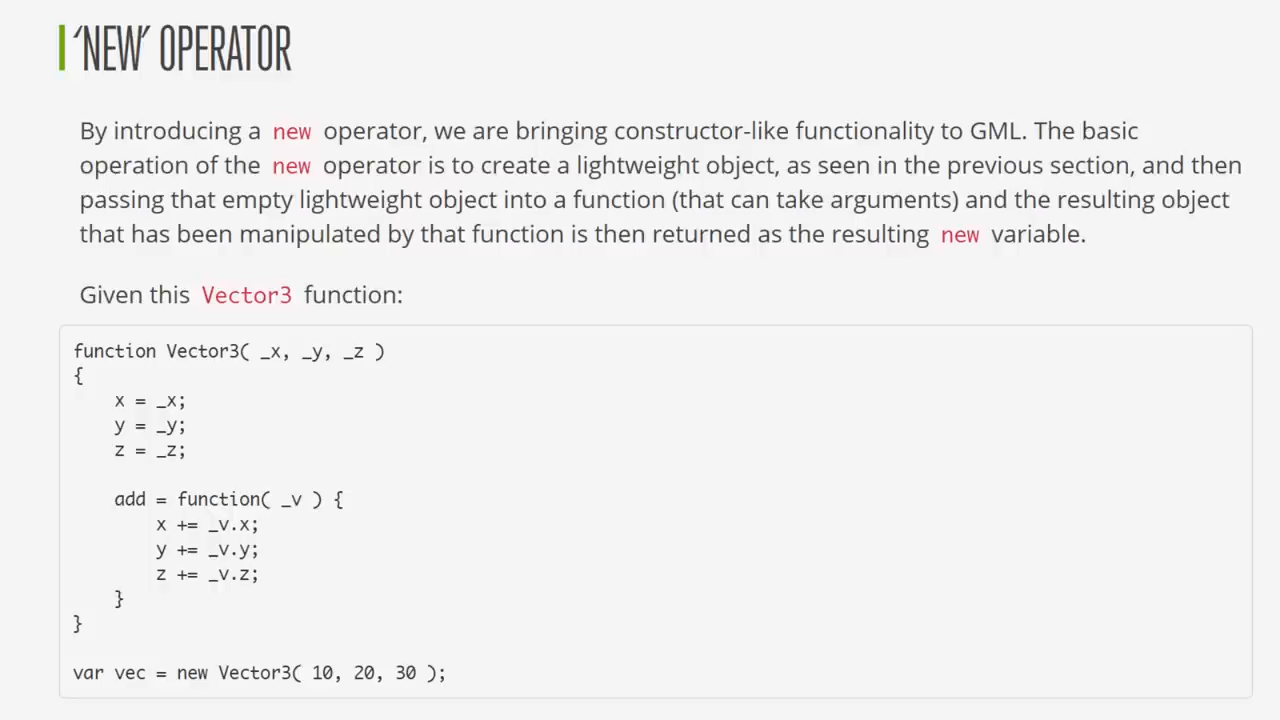 ‘NEW’ OPERATOR
By introducing a new operator, we are bringing constructor-like functionality to GML. The basic
operation of the new operator is to create a lightweight object, as seen in the previous section, and then
passing that empty lightweight object into a function (that can take arguments) and the resulting object
that has been manipulated by that function is then returned as the resulting new variable.
Given this Vector3 function:
function Vector3( _x, _y, _z )
{
    x = _x;
    y = _y;
    z = _z;
    add = function( _v ) {
        x += _v.x;
        y += _v.y;
        z += _v.z;
    }
}
var vec = new Vector3( 10, 20, 30 );